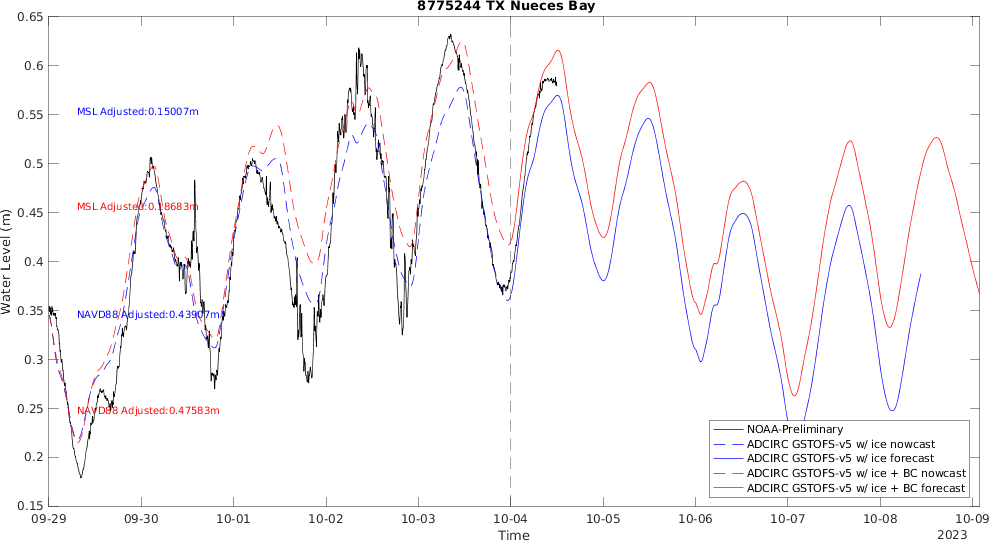 8775244 TX Nueces Bay
Water Level (m)
0.65
0.6
0.55
0.5
0.45
0.4
0.35
0.3
0.25
0.2
0.15
MSL Adjusted:0.15007m
MSL Adjusted:0.18683m
NAVD88 Adjusted:0.43907m
NAVD88 Adjusted:0.47583m
NOAA-Preliminary
ADCIRC GSTOFS-v5 w/ ice nowcast
ADCIRC GSTOFS-v5 w/ ice forecast
ADCIRC GSTOFS-v5 w/ ice + BC nowcast
ADCIRC GSTOFS-v5 w/ ice + BC forecast
09-29 09-30 10-01 10-02 10-03 10-04 10-05 10-06 10-07 10-08 10-09
Time
2023